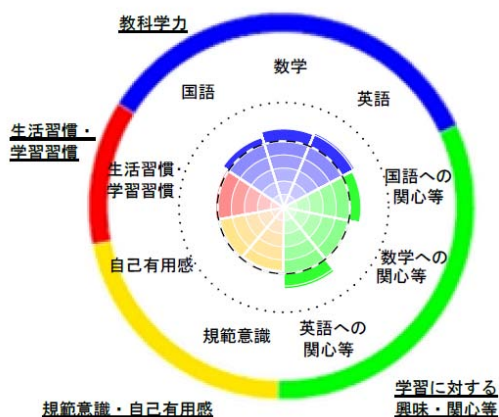 教科学力
数学
国語
英語
生活習慣・
学習習慣
生活習慣・
学習習慣
国語への
関心等
数学への
関心等
自己有用感
規範意識
英語への
関心等
学習に対する
興味・関心等
規範意識・自己有用感